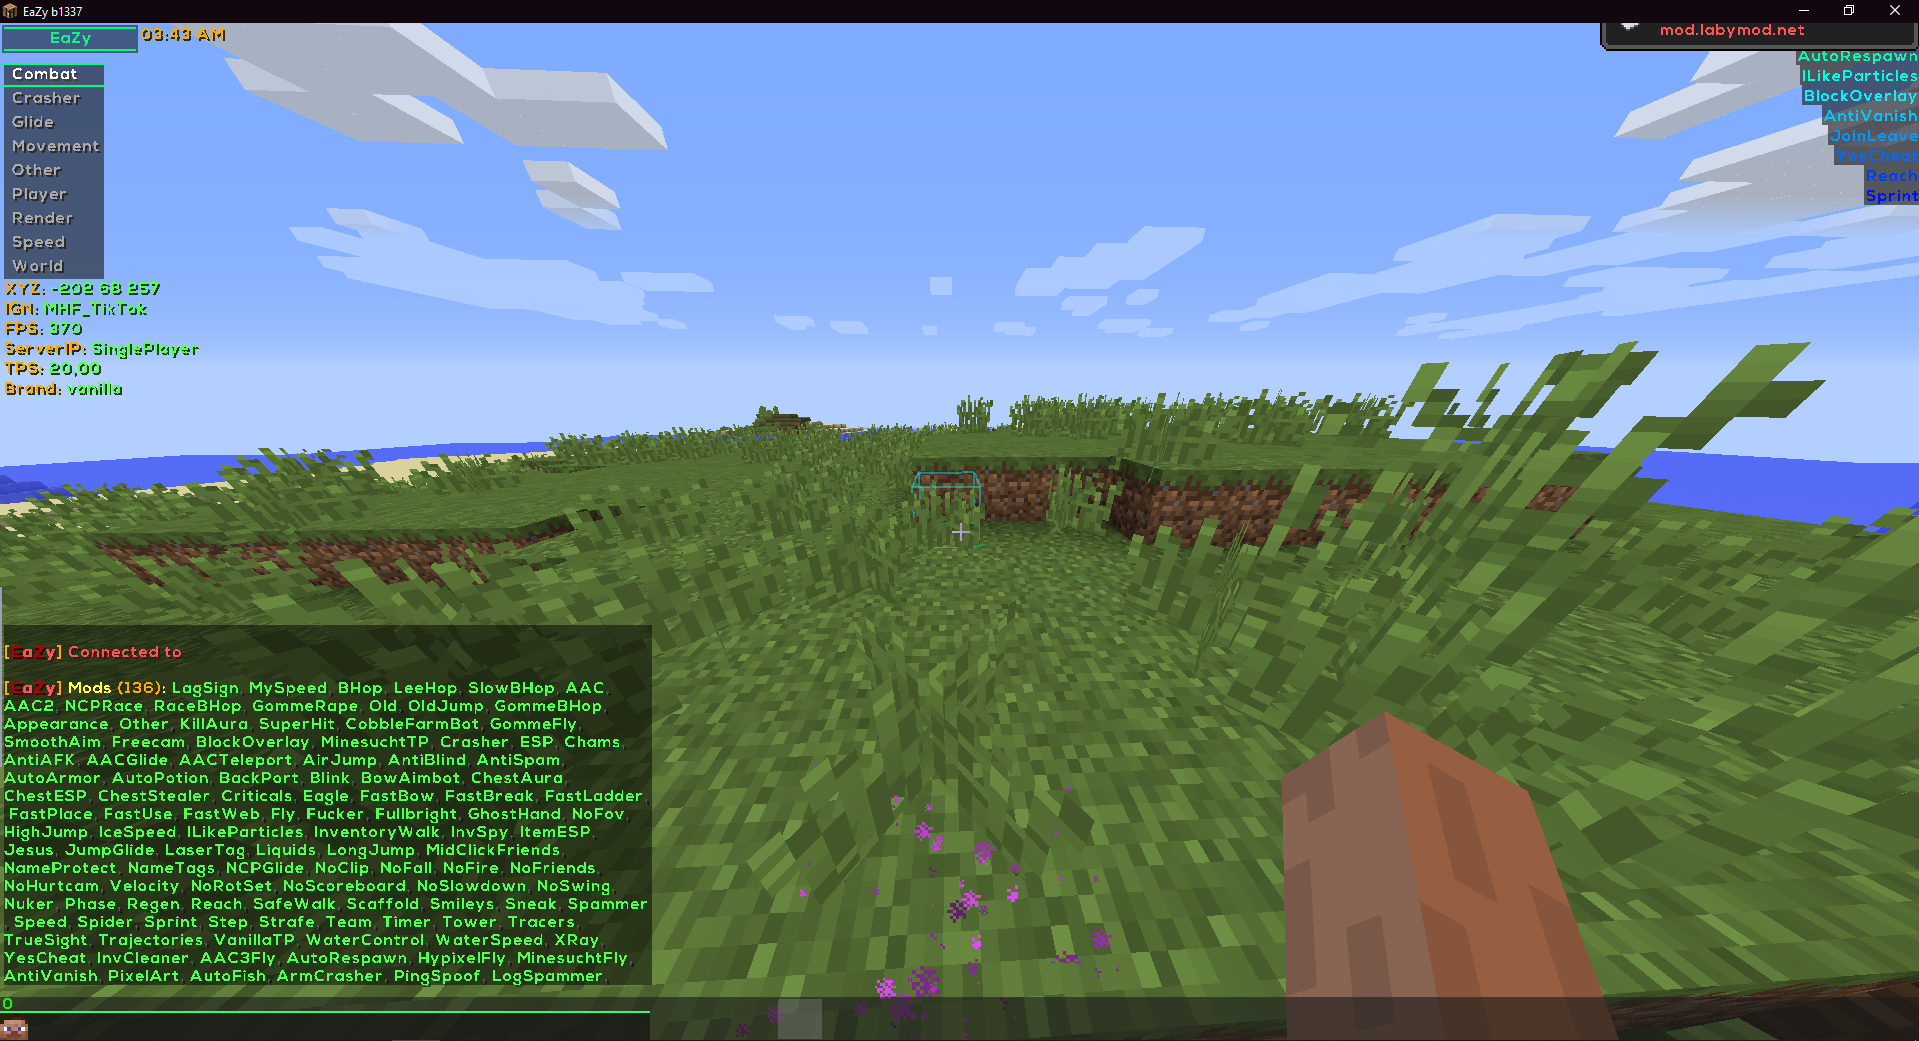 EaZy b1337
EaZy
03:43 AM
mod.labymod.net
Combat
Crasher
Glide
Movement
Other
Player
Render
Speed
World
AutoRespawn
ILikeParticles
BlockOverlay
AntiVanish
JoinLeave
YesCheat
Reach
Sprint
XYZ: -202 68 257
IGN: MHF_TikTok
FPS: 370
ServerIP: SinglePlayer
TPS: 20,00
Brand: vanilla
[EaZy] Connected to
[EaZy] Mods (136): LagSign, MySpeed, BHop, LeeHop, SlowBHop, AAC,
AAC2, NCPRace, RaceBHop, GommeRape, Old, OldJump, GommeBHop,
Appearance, Other, KillAura, SuperHit, CobbleFarmBot, GommeFly,
SmoothAim, Freecam, BlockOverlay, MinesuchtTP, Crasher, ESP, Chams,
AntiAFK, AACGlide, AACTeleport, AirJump, AntiBlind, AntiSpam,
AutoArmor, AutoPotion, BackPort, Blink, BowAimbot, ChestAura,
ChestESP, ChestStealer, Criticals, Eagle, FastBow, FastBreak, FastLadder,
FastPlace, FastUse, FastWeb, Fly, Fucker, Fullbright, GhostHand, NoFov,
HighJump, IceSpeed, ILikeParticles, InventoryWalk, InvSpy, ItemESP,
Jesus, JumpGlide, LaserTag, Liquids, LongJump, MidClickFriends,
NameProtect, NameTags, NCPGlide, NoClip, NoFall, NoFire, NoFriends,
NoHurtcam, Velocity, NoRotSet, NoScoreboard, NoSlowdown, NoSwing,
Nuker, Phase, Regen, Reach, SafeWalk, Scaffold, Smileys, Sneak, Spammer
, Speed, Spider, Sprint, Step, Strafe, Team, Timer, Tower, Tracers,
TrueSight, Trajectories, VanillaTP, WaterControl, WaterSpeed, XRay,
YesCheat, InvCleaner, AAC3Fly, AutoRespawn, HypixelFly, MinesuchtFly,
AntiVanish, PixelArt, AutoFish, ArmCrasher, PingSpoof, LogSpammer,
0